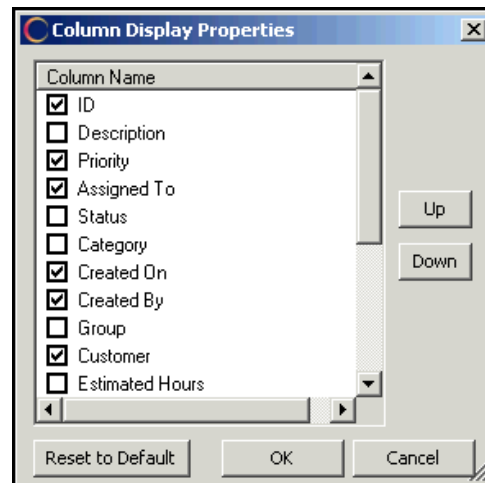 Column Display Properties
Column Name
ID
Description
Priority
Assigned To
Status
Category
Created On
Created By
Group
Customer
Estimated Hours
Up
Down
Reset to Default
OK
Cancel